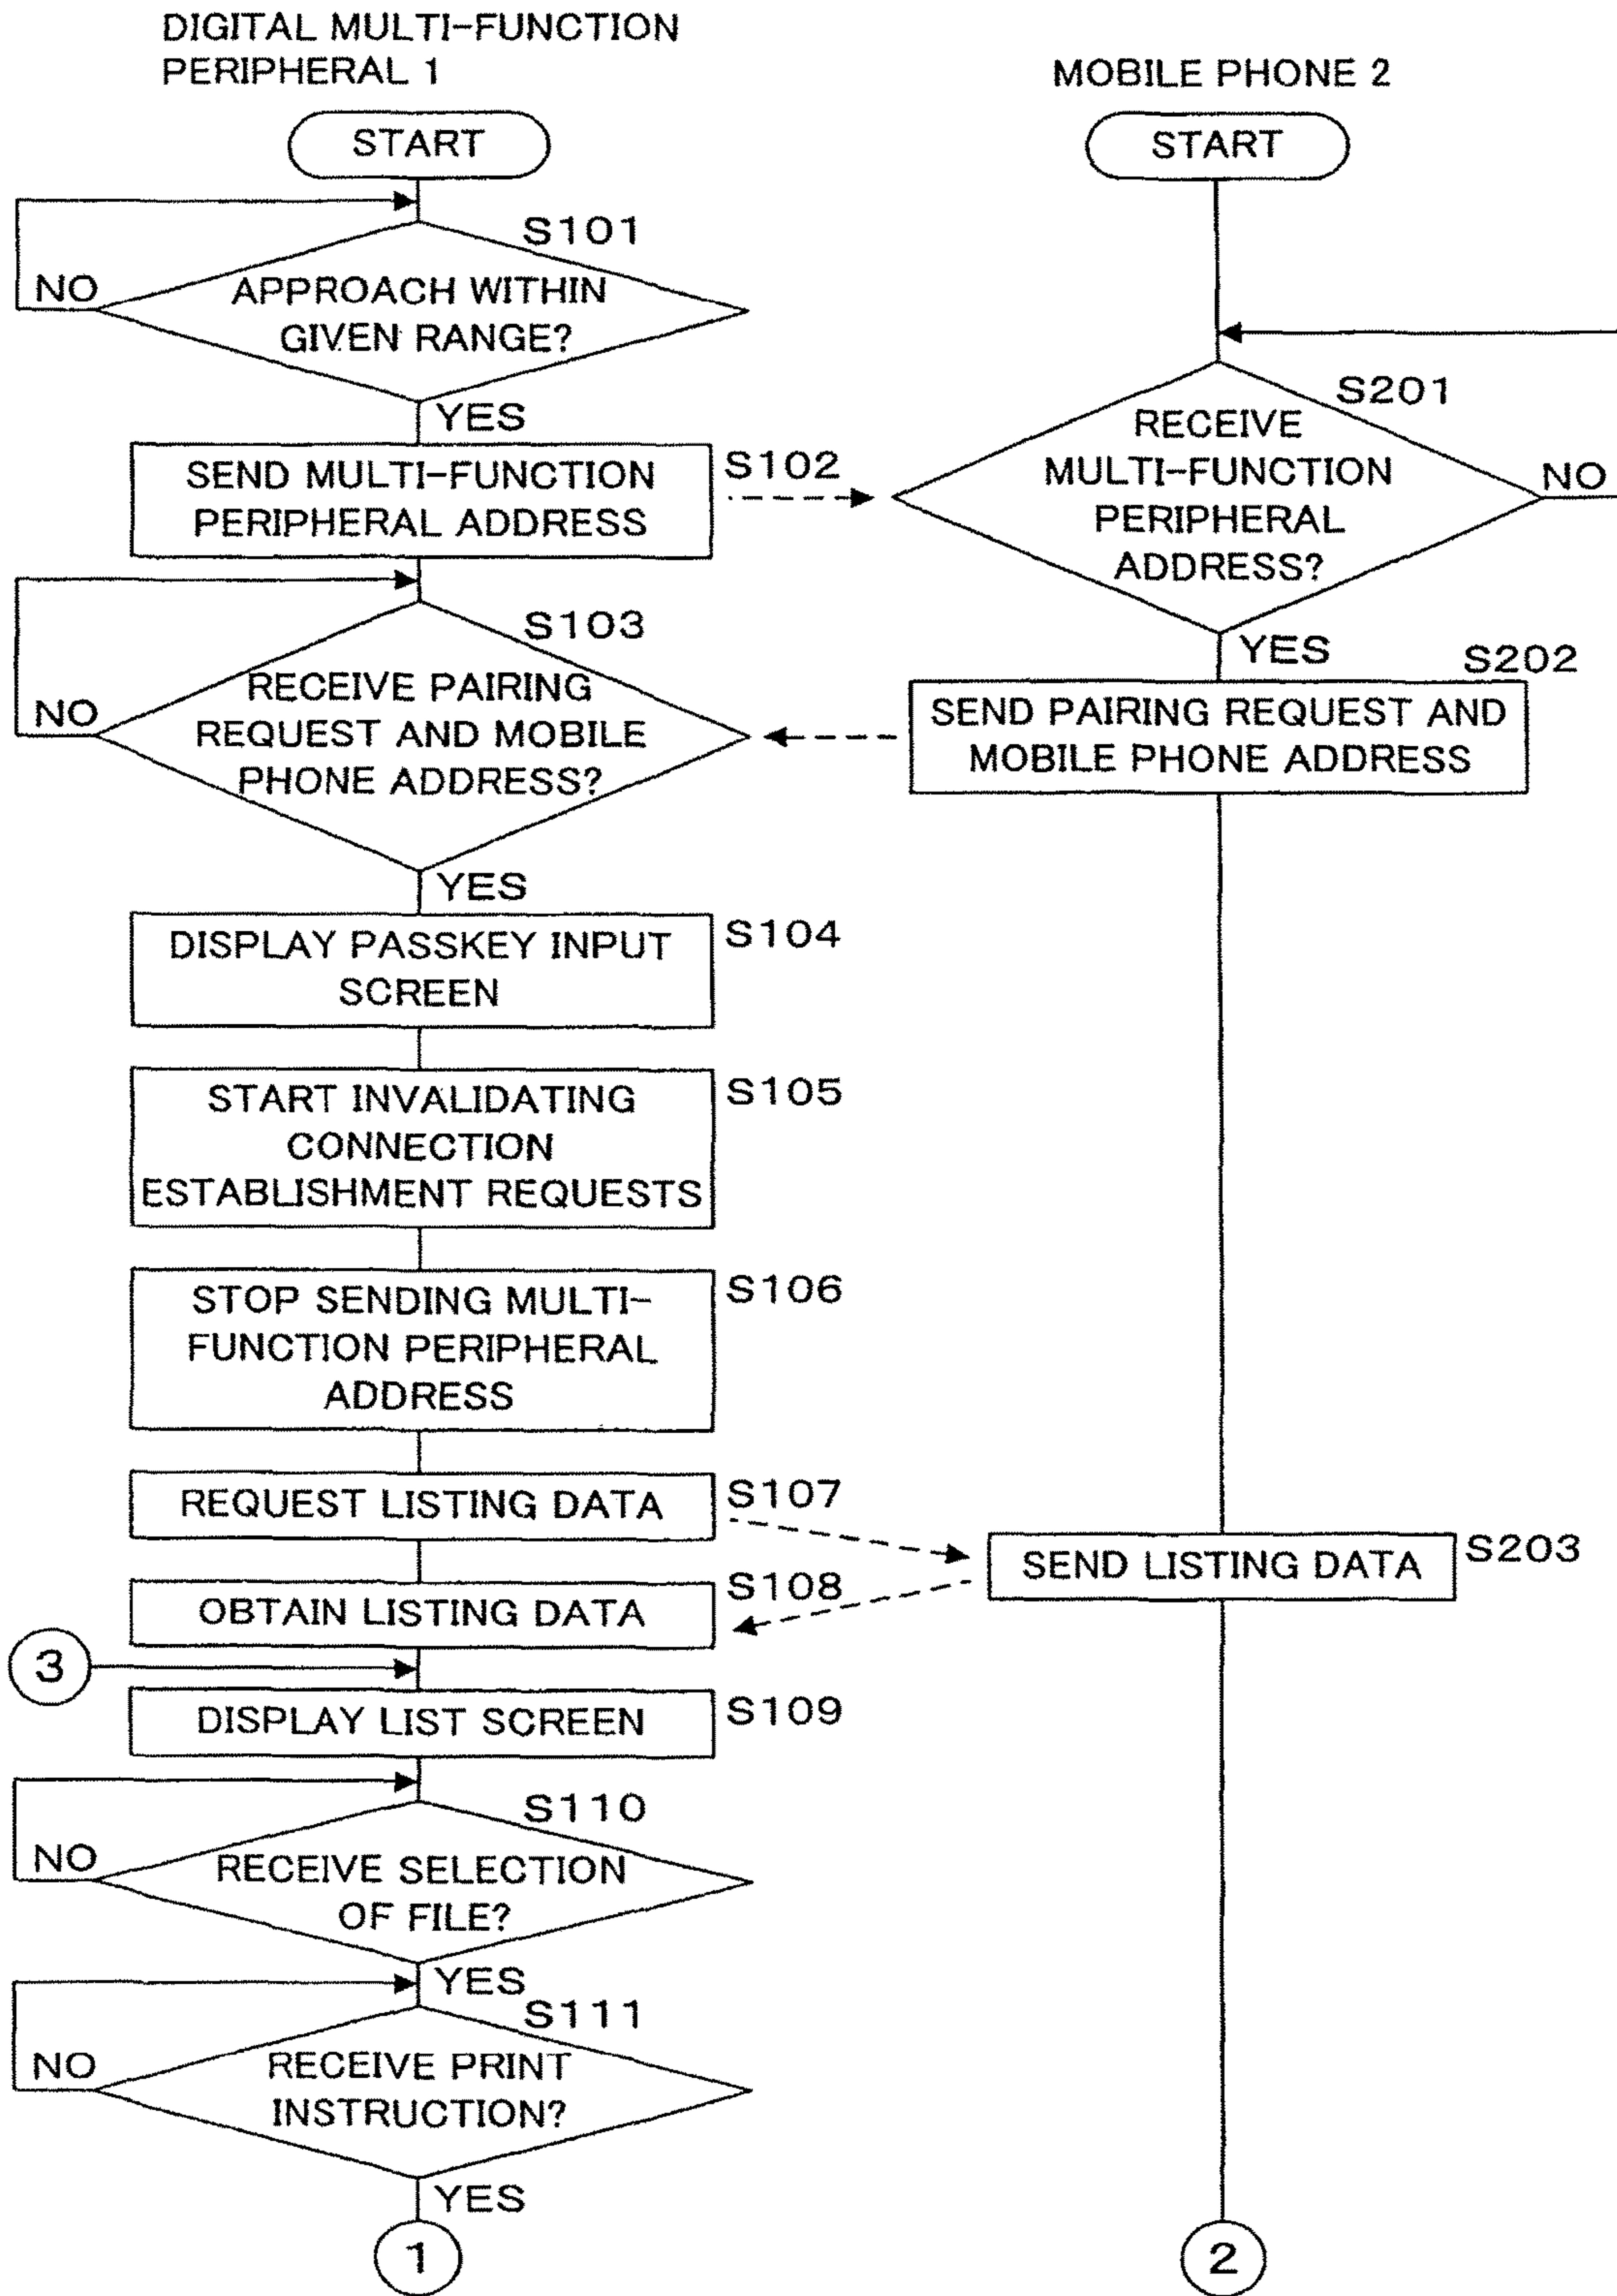 DIGITAL MULTI-FUNCTION
PERIPHERAL 1
MOBILE PHONE 2
START
START
S101
NO
APPROACH WITHIN
GIVEN RANGE?
YES
S201
RECEIVE
MULTI-FUNCTION
PERIPHERAL
ADDRESS?
NO
SEND MULTI-FUNCTION
PERIPHERAL ADDRESS
S102
S103
NO
RECEIVE PAIRING
REQUEST AND MOBILE
PHONE ADDRESS?
YES
S202
SEND PAIRING REQUEST AND
MOBILE PHONE ADDRESS
YES
DISPLAY PASSKEY INPUT
SCREEN
S104
START INVALIDATING
CONNECTION
ESTABLISHMENT REQUESTS
S105
STOP SENDING MULTI-
FUNCTION PERIPHERAL
ADDRESS
S106
REQUEST LISTING DATA
S107
SEND LISTING DATA
S203
OBTAIN LISTING DATA
S108
3
DISPLAY LIST SCREEN
S109
S110
NO
RECEIVE SELECTION
OF FILE?
YES
S111
NO
RECEIVE PRINT
INSTRUCTION?
YES
1
2